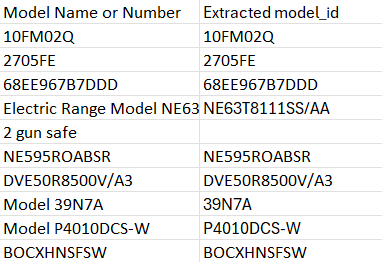 Model Name or Number Extracted model_id
10FM02Q 10FM02Q
2705FE 2705FE
68EE967B7DDD 68EE967B7DDD
Electric Range Model NE63 NE63T8111SS/AA
2 gun safe
NE595ROABSR NE595ROABSR
DVE50R8500V/A3 DVE50R8500V/A3
Model 39N7A 39N7A
Model P4010DCS-W P4010DCS-W
BOCXHNSFSW BOCXHNSFSW